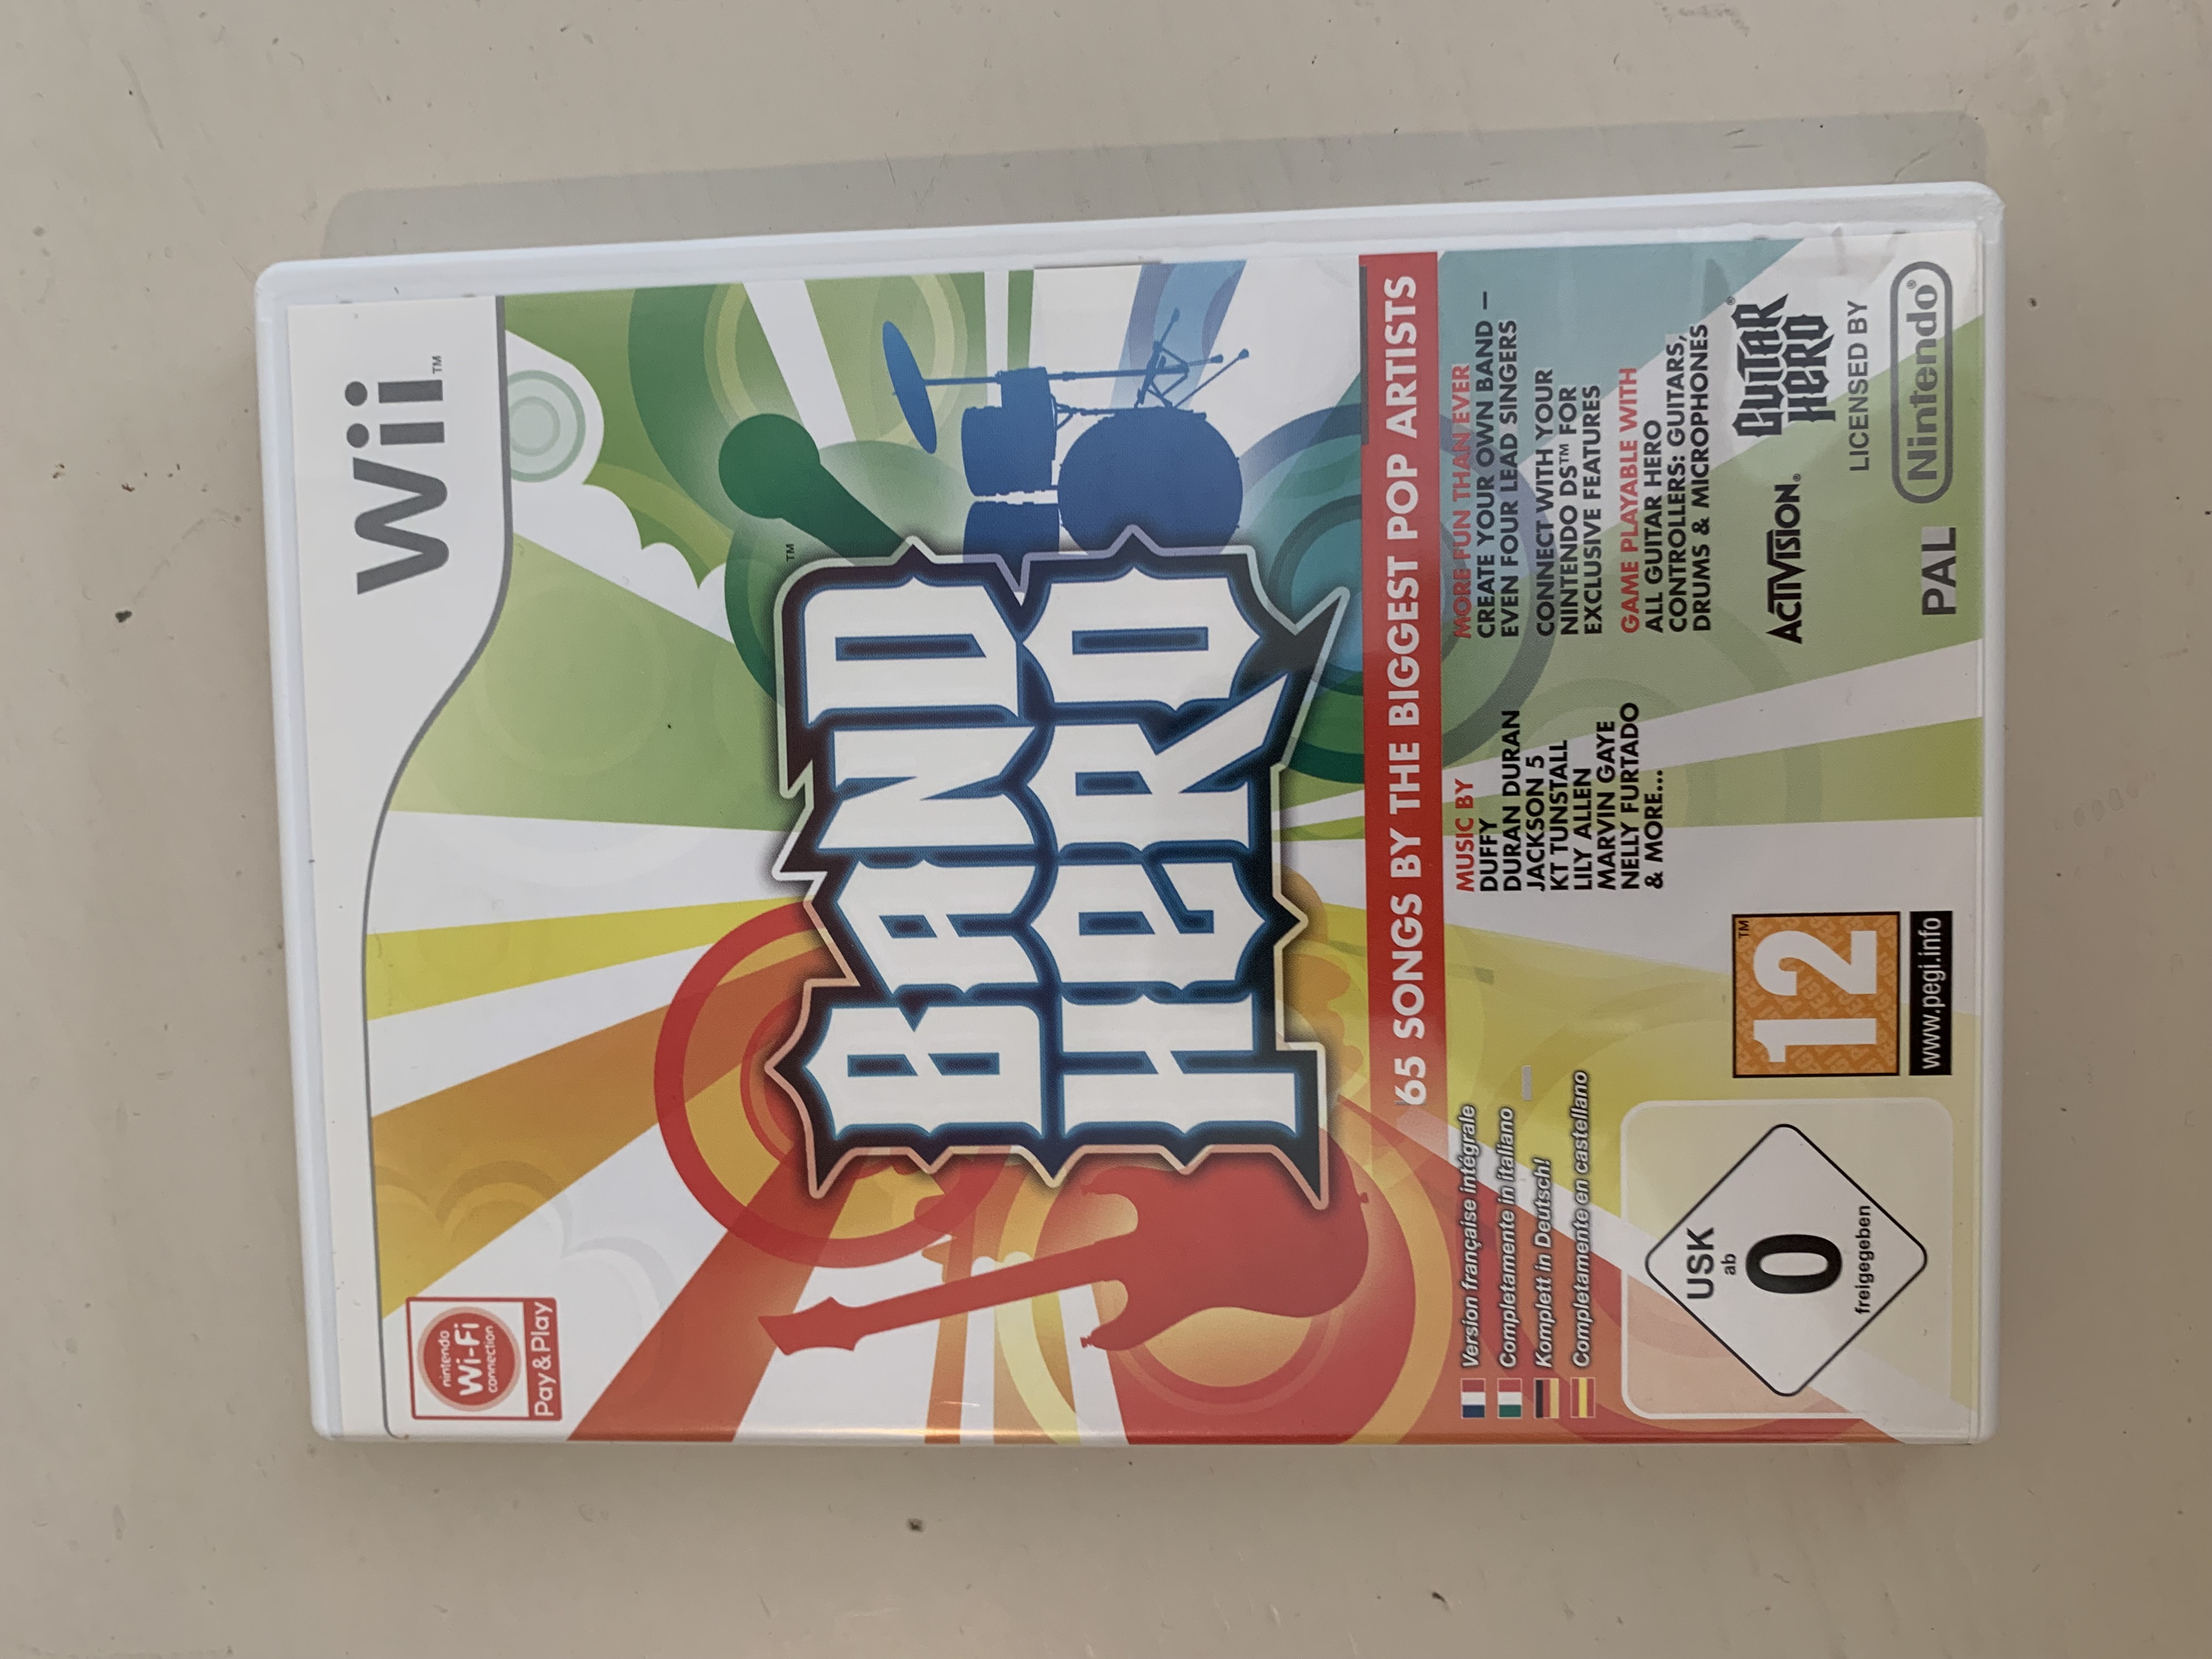 Wii™
nintendo
Wi-Fi
connection
Pay & Play
BAND
HERO
™
65 SONGS BY THE BIGGEST POP ARTISTS
Version française intégrale
Completamente in italiano
Komplett in Deutsch!
Completamente en castellano
MUSIC BY
DUFFY
DURAN DURAN
JACKSON 5
KT TUNSTALL
LILY ALLEN
MARVIN GAYE
NELLY FURTADO
& MORE...
MORE FUN THAN EVER
CREATE YOUR OWN BAND –
EVEN FOUR LEAD SINGERS
CONNECT WITH YOUR
NINTENDO DS™ FOR
EXCLUSIVE FEATURES
GAME PLAYABLE WITH
ALL GUITAR HERO
CONTROLLERS: GUITARS,
DRUMS & MICROPHONES
USK
ab
0
freigegeben
12™
www.pegi.info
ACTIVISION®
GUITAR
HERO®
LICENSED BY
PAL
Nintendo®